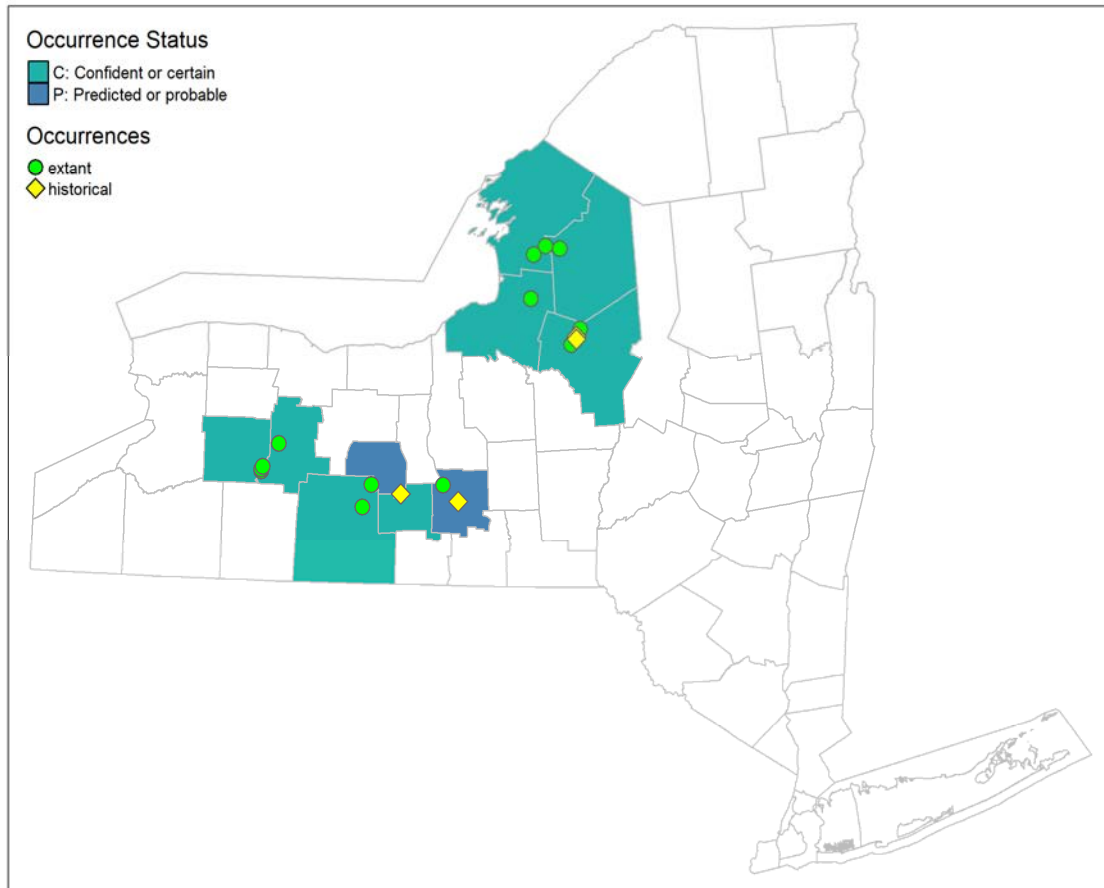 Occurrence Status
C: Confident or certain
P: Predicted or probable
Occurrences
extant
historical